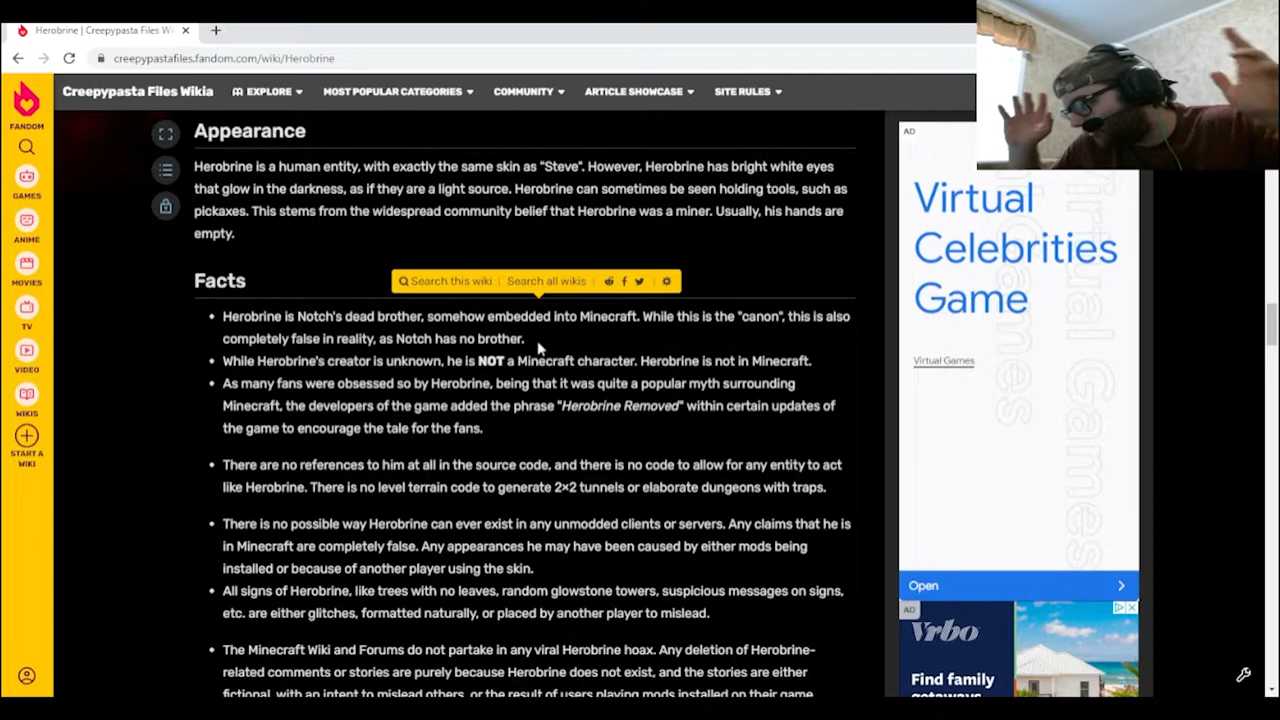 Herobrine | Creepypasta Files Wi
creepypastafiles.fandom.com/wiki/Herobrine
FANDOM
GAMES
ANIME
MOVIES
TV
VIDEO
WIKIS
START A
WIKI
Creepypasta Files Wikia
EXPLORE
MOST POPULAR CATEGORIES
COMMUNITY
ARTICLE SHOWCASE
SITE RULES
Appearance
Herobrine is a human entity, with exactly the same skin as "Steve". However, Herobrine has bright white eyes
that glow in the darkness, as if they are a light source. Herobrine can sometimes be seen holding tools, such as
pickaxes. This stems from the widespread community belief that Herobrine was a miner. Usually, his hands are
empty.
Facts
Search this wiki
Search all wikis
• Herobrine is Notch's dead brother, somehow embedded into Minecraft. While this is the "canon", this is also
completely false in reality, as Notch has no brother.
• While Herobrine's creator is unknown, he is NOT a Minecraft character. Herobrine is not in Minecraft.
• As many fans were obsessed so by Herobrine, being that it was quite a popular myth surrounding
Minecraft, the developers of the game added the phrase "Herobrine Removed" within certain updates of
the game to encourage the tale for the fans.
• There are no references to him at all in the source code, and there is no code to allow for any entity to act
like Herobrine. There is no level terrain code to generate 2×2 tunnels or elaborate dungeons with traps.
• There is no possible way Herobrine can ever exist in any unmodded clients or servers. Any claims that he is
in Minecraft are completely false. Any appearances he may have been caused by either mods being
installed or because of another player using the skin.
• All signs of Herobrine, like trees with no leaves, random glowstone towers, suspicious messages on signs,
etc. are either glitches, formatted naturally, or placed by another player to mislead.
• The Minecraft Wiki and Forums do not partake in any viral Herobrine hoax. Any deletion of Herobrine-
related comments or stories are purely because Herobrine does not exist, and the stories are either
fictional, with an intent to mislead others, or the result of users playing mods installed on their game
AD
Virtual
Celebrities
Game
Virtual Games
Virtual Games
Open
AD
Vrbo
Find family
getaways